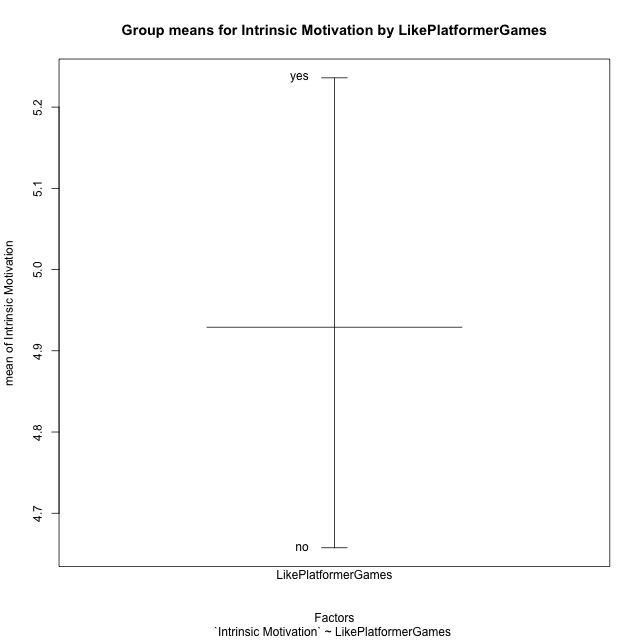 Group means for Intrinsic Motivation by LikePlatformerGames
yes
5.2
5.1
5.0
4.9
4.8
4.7
mean of Intrinsic Motivation
no
LikePlatformerGames
Factors
`Intrinsic Motivation` ~ LikePlatformerGames